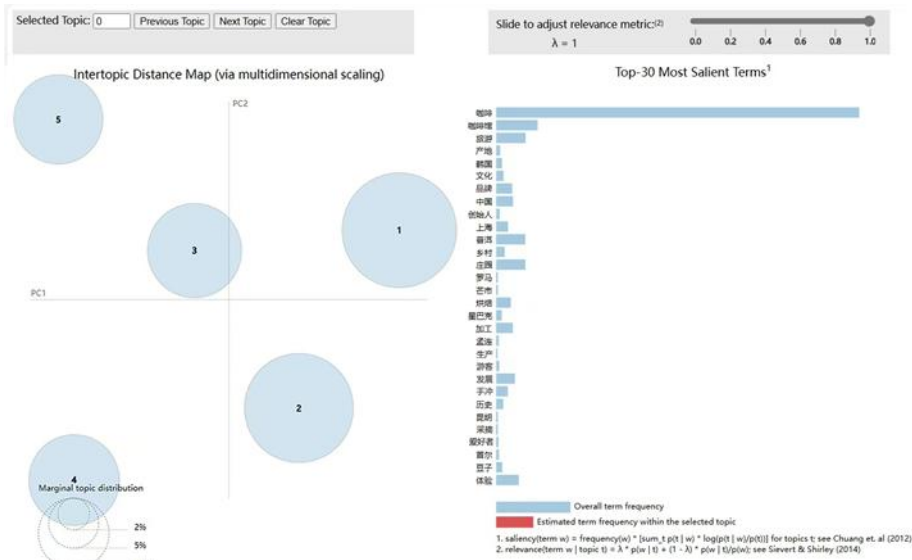 Selected Topic: 0 Previous Topic Next Topic Clear Topic
Slide to adjust relevance metric:(2)
λ = 1
0.0 0.2 0.4 0.6 0.8 1.0
Intertopic Distance Map (via multidimensional scaling)
PC2
PC1
5
3
1
2
4
Marginal topic distribution
2%
5%
Top-30 Most Salient Terms1
咖啡
咖啡馆
旅游
产地
韩国
文化
品牌
中国
创始人
上海
普洱
乡村
庄园
罗马
芒市
烘焙
星巴克
加工
孟连
生产
游客
发展
手冲
历史
昆明
采摘
爱好者
首尔
豆子
体验
Overall term frequency
Estimated term frequency within the selected topic
1. saliency(term w) = frequency(w) * [sum_t p(t | w) * log(p(t | w)/p(t))] for topics t; see Chuang et. al (2012)
2. relevance(term w | topic t) = λ * p(w | t) + (1 - λ) * p(w | t)/p(w); see Sievert & Shirley (2014)